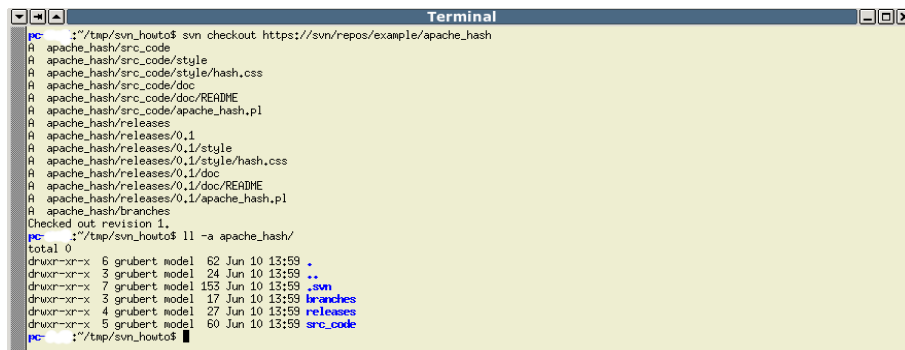 Terminal
pc- :~/tmp/svn_howto$ svn checkout https://svn/repos/example/apache_hash
A  apache_hash/src_code
A  apache_hash/src_code/style
A  apache_hash/src_code/style/hash.css
A  apache_hash/src_code/doc
A  apache_hash/src_code/doc/README
A  apache_hash/src_code/apache_hash.pl
A  apache_hash/releases
A  apache_hash/releases/0.1
A  apache_hash/releases/0.1/style
A  apache_hash/releases/0.1/style/hash.css
A  apache_hash/releases/0.1/doc
A  apache_hash/releases/0.1/doc/README
A  apache_hash/releases/0.1/apache_hash.pl
A  apache_hash/branches
Checked out revision 1.
pc- :~/tmp/svn_howto$ ll -a apache_hash/
total 0
drwxr-xr-x  6 grubert model  62 Jun 10 13:59 .
drwxr-xr-x  3 grubert model  24 Jun 10 13:59 ..
drwxr-xr-x  7 grubert model 153 Jun 10 13:59 .svn
drwxr-xr-x  3 grubert model  17 Jun 10 13:59 branches
drwxr-xr-x  4 grubert model  27 Jun 10 13:59 releases
drwxr-xr-x  5 grubert model  60 Jun 10 13:59 src_code
pc- :~/tmp/svn_howto$